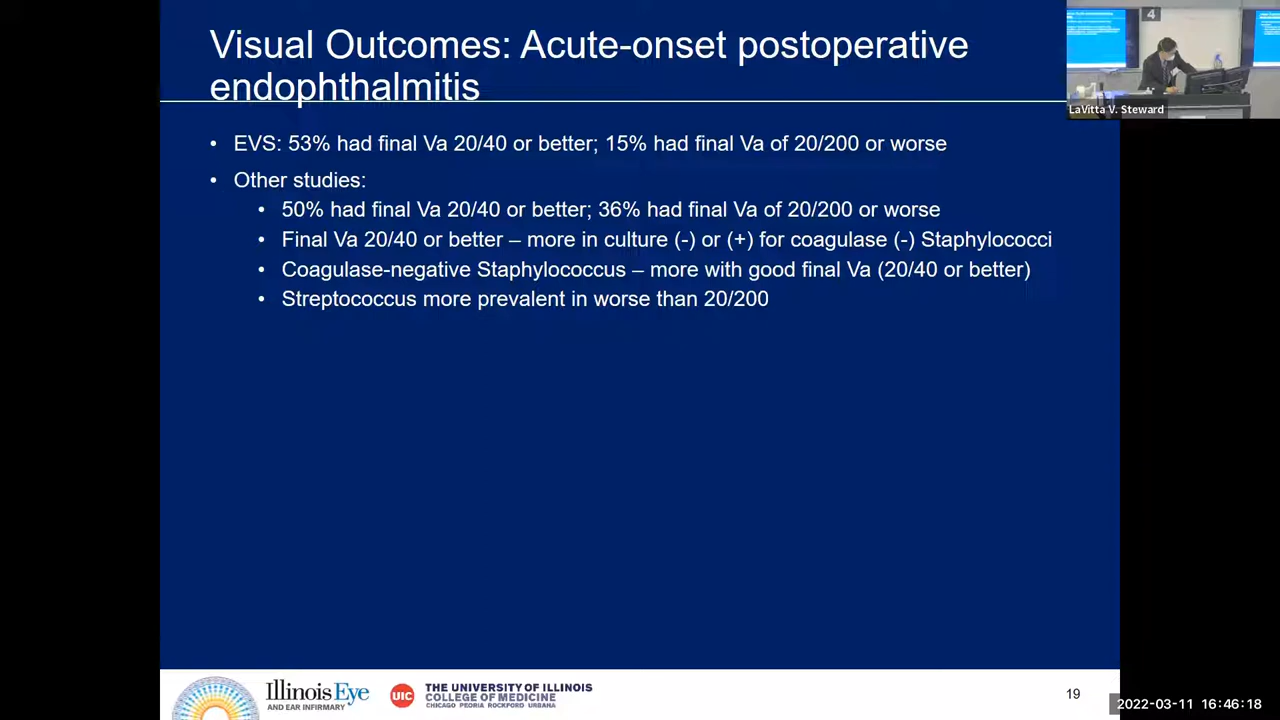 Visual Outcomes: Acute-onset postoperative
endophthalmitis
4
LaVitta V. Steward
• EVS: 53% had final Va 20/40 or better; 15% had final Va of 20/200 or worse
• Other studies:
• 50% had final Va 20/40 or better; 36% had final Va of 20/200 or worse
• Final Va 20/40 or better – more in culture (-) or (+) for coagulase (-) Staphylococci
• Coagulase-negative Staphylococcus – more with good final Va (20/40 or better)
• Streptococcus more prevalent in worse than 20/200
Illinois Eye
AND EAR INFIRMARY
UIC
THE UNIVERSITY OF ILLINOIS
COLLEGE OF MEDICINE
CHICAGO PEORIA ROCKFORD URBANA
19
2022-03-11 16:46:18